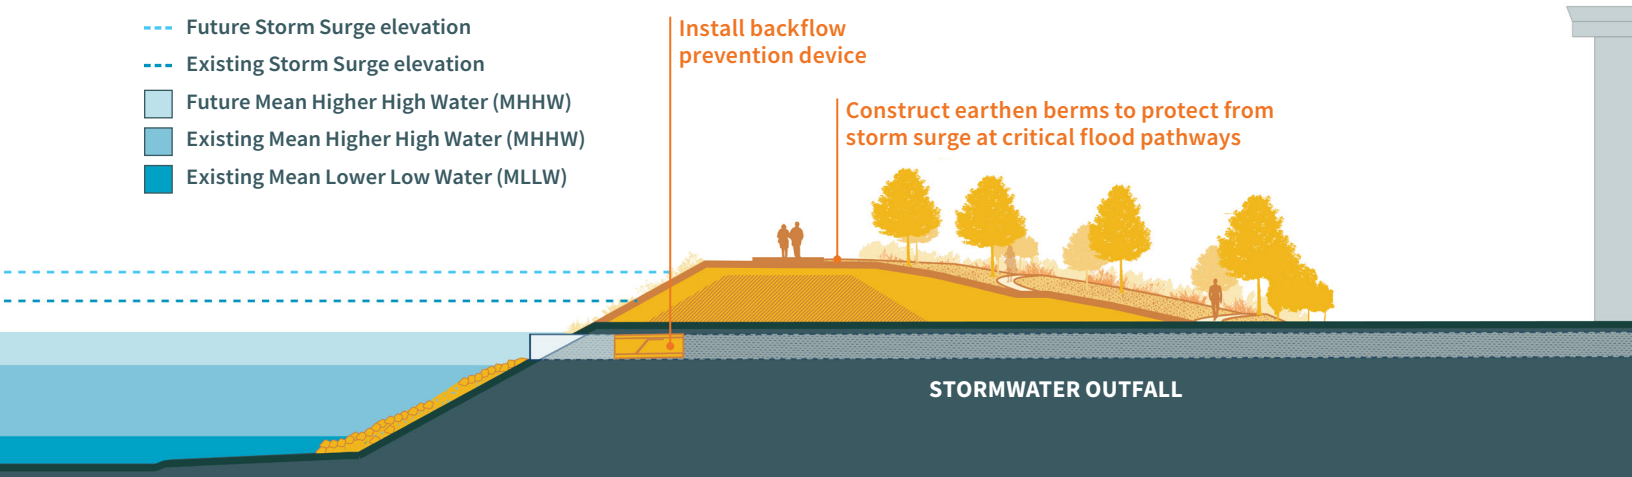 Future Storm Surge elevation
Existing Storm Surge elevation
Future Mean Higher High Water (MHHW)
Existing Mean Higher High Water (MHHW)
Existing Mean Lower Low Water (MLLW)
Install backflow
prevention device
Construct earthen berms to protect from
storm surge at critical flood pathways
STORMWATER OUTFALL